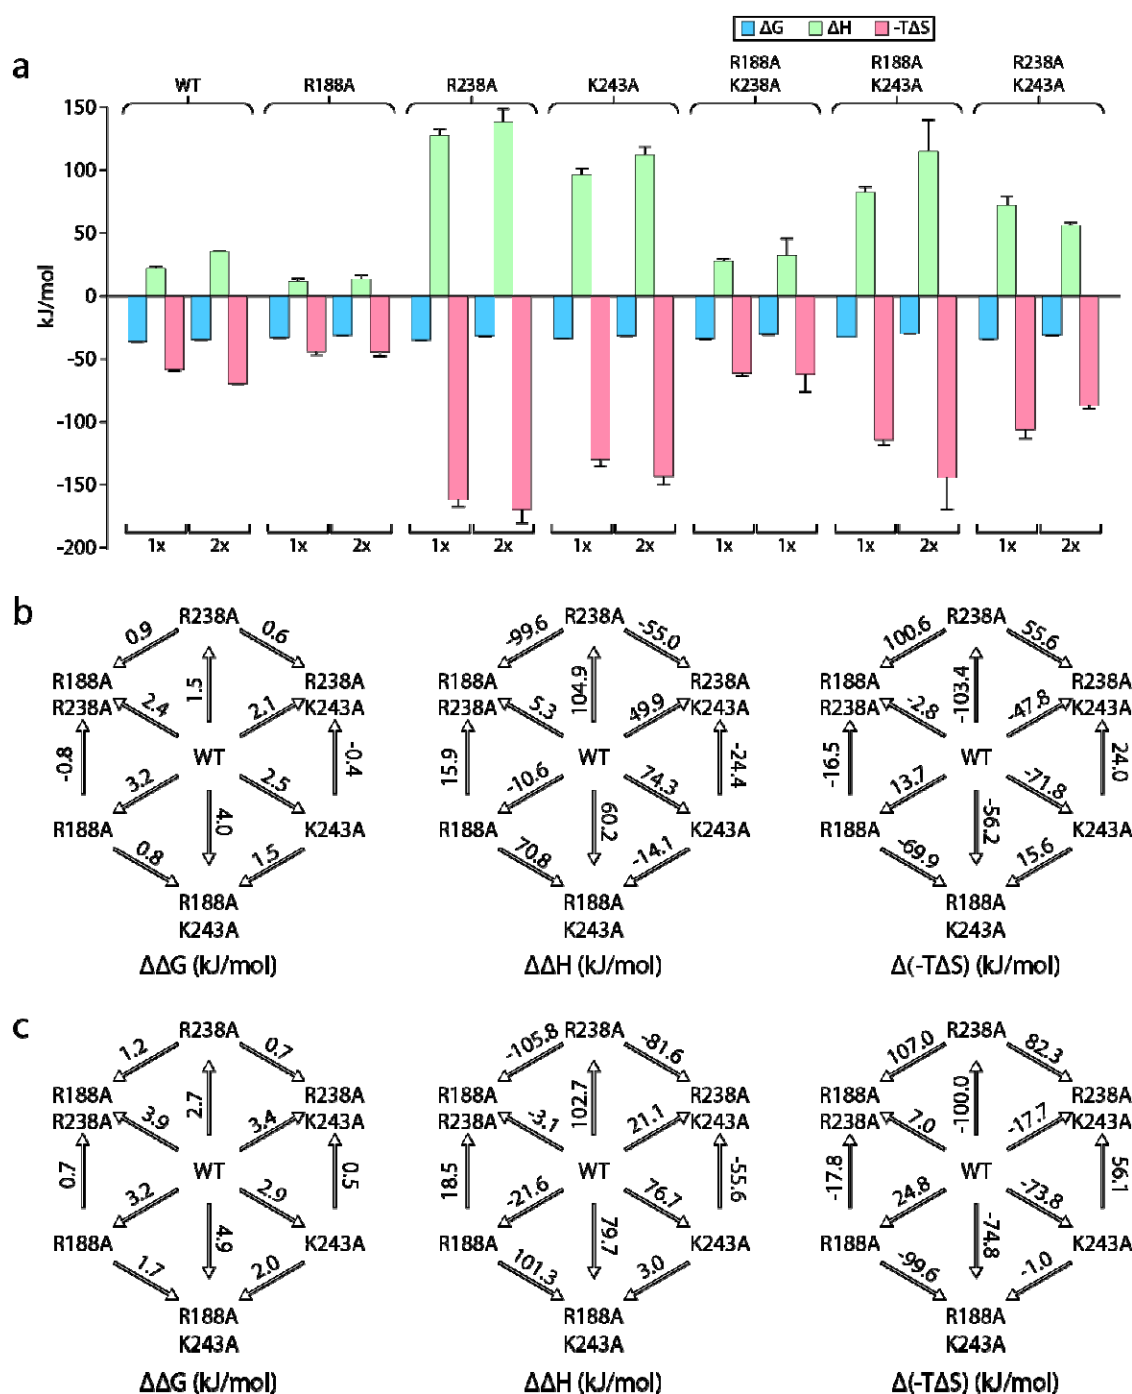 ΔG ΔH -TΔS
a
WT R188A R238A K243A R188A K238A R188A K243A R238A K243A
kJ/mol
150
100
50
0
-50
-100
-150
-200
1x 2x 1x 2x 1x 2x 1x 2x 1x 1x 1x 2x 1x 2x
b
R238A
0.9 0.6
R188A R238A
R238A K243A
2.4 1.5 2.1
-0.8 WT -0.4
3.2 4.0 2.5
R188A K243A
0.8 1.5
R188A
K243A
ΔΔG (kJ/mol)
R238A
-99.6 -55.0
R188A R238A
R238A K243A
5.3 104.9 49.9
15.9 WT -24.4
-10.6 60.2 74.3
R188A K243A
70.8 -14.1
R188A
K243A
ΔΔH (kJ/mol)
R238A
100.6 55.6
R188A R238A
R238A K243A
-2.8 -103.4 -47.8
-16.5 WT 24.0
13.7 -56.2 -71.8
R188A K243A
-69.9 15.6
R188A
K243A
Δ(-TΔS) (kJ/mol)
c
R238A
1.2 0.7
R188A R238A
R238A K243A
3.9 2.7 3.4
0.7 WT 0.5
3.2 4.9 2.9
R188A K243A
1.7 2.0
R188A
K243A
ΔΔG (kJ/mol)
R238A
-105.8 -81.6
R188A R238A
R238A K243A
-3.1 102.7 21.1
18.5 WT -55.6
-21.6 79.7 76.7
R188A K243A
101.3 3.0
R188A
K243A
ΔΔH (kJ/mol)
R238A
107.0 82.3
R188A R238A
R238A K243A
7.0 -100.0 -17.7
-17.8 WT 56.1
24.8 -74.8 -73.8
R188A K243A
-99.6 -1.0
R188A
K243A
Δ(-TΔS) (kJ/mol)